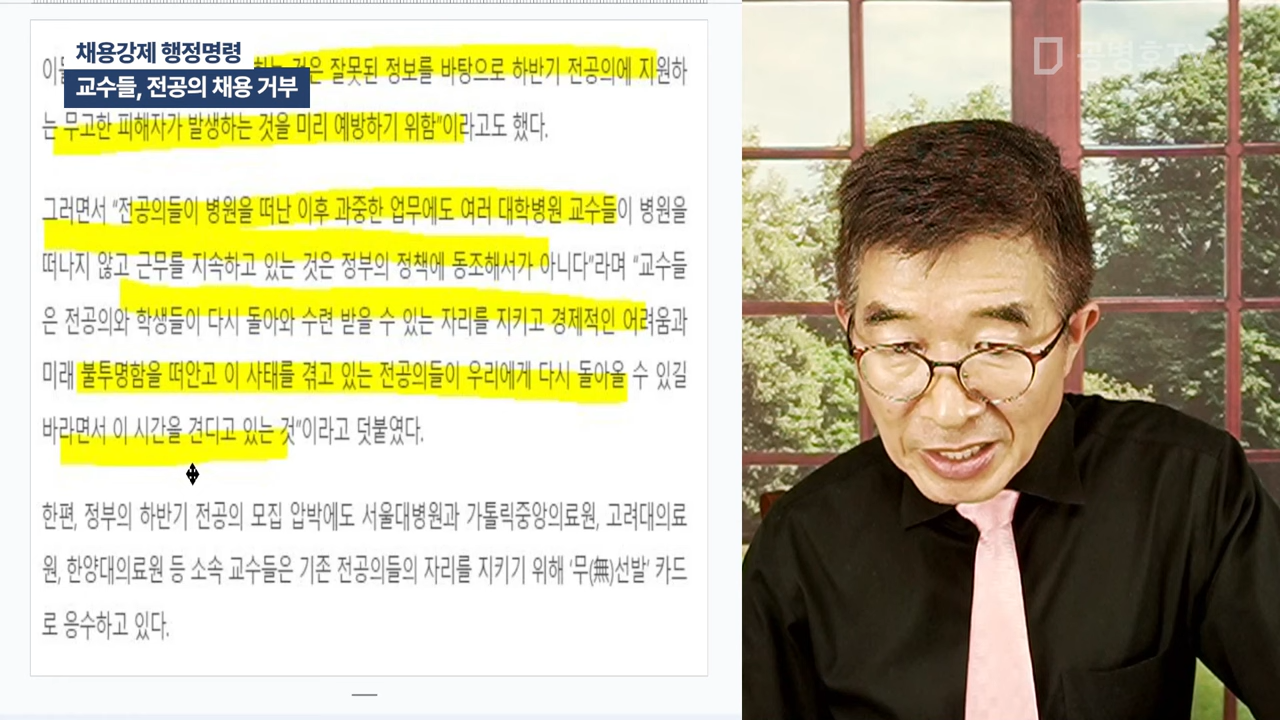 채용강제 행정명령
교수들, 전공의 채용 거부
것은 잘못된 정보를 바탕으로 하반기 전공의에 지원하
는 무고한 피해자가 발생하는 것을 미리 예방하기 위함”이라고도 했다.
그러면서 “전공의들이 병원을 떠난 이후 과중한 업무에도 여러 대학병원 교수들이 병원을
떠나지 않고 근무를 지속하고 있는 것은 정부의 정책에 동조해서가 아니다”라며 “교수들
은 전공의와 학생들이 다시 돌아와 수련 받을 수 있는 자리를 지키고 경제적인 어려움과
미래 불투명함을 떠안고 이 사태를 겪고 있는 전공의들이 우리에게 다시 돌아올 수 있길
바라면서 이 시간을 견디고 있는 것”이라고 덧붙였다.
한편, 정부의 하반기 전공의 모집 압박에도 서울대병원과 가톨릭중앙의료원, 고려대의료
원, 한양대의료원 등 소속 교수들은 기존 전공의들의 자리를 지키기 위해 ‘무(無)선발’ 카드
로 응수하고 있다.